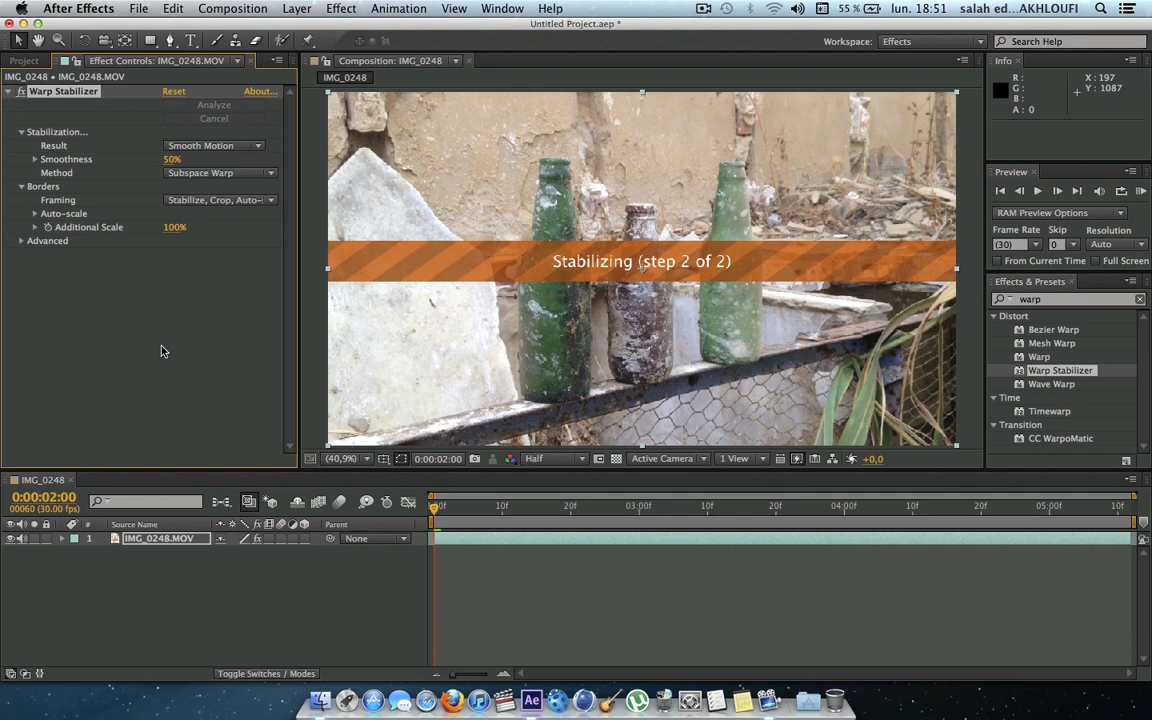 After Effects File Edit Composition Layer Effect Animation View Window Help 55 % lun. 18:51 salah ed...AKHLOUFI
Untitled Project.aep *
Workspace: Effects Search Help
Project Effect Controls: IMG_0248.MOV
IMG_0248 • IMG_0248.MOV
fx Warp Stabilizer Reset About...
Analyze
Cancel
Stabilization...
Result Smooth Motion
Smoothness 50%
Method Subspace Warp
Borders
Framing Stabilize, Crop, Auto-
Auto-scale
Additional Scale 100%
Advanced
Composition: IMG_0248
IMG_0248
Stabilizing (step 2 of 2)
(40,9%) 0:00:02:00 Half Active Camera 1 View +0,0
Info
R : X : 197
G : Y : 1087
B :
A : 0
Preview
RAM Preview Options
Frame Rate Skip Resolution
(30) 0 Auto
From Current Time Full Screen
Effects & Presets
warp
Distort
Bezier Warp
Mesh Warp
Warp
Warp Stabilizer
Wave Warp
Time
Timewarp
Transition
CC WarpoMatic
IMG_0248
0:00:02:00
00060 (30.00 fps)
:00f 10f 20f 03:00f 10f 20f 04:00f 10f 20f 05:00f 10f
# Source Name fx Parent
1 IMG_0248.MOV fx None
Toggle Switches / Modes
Ae